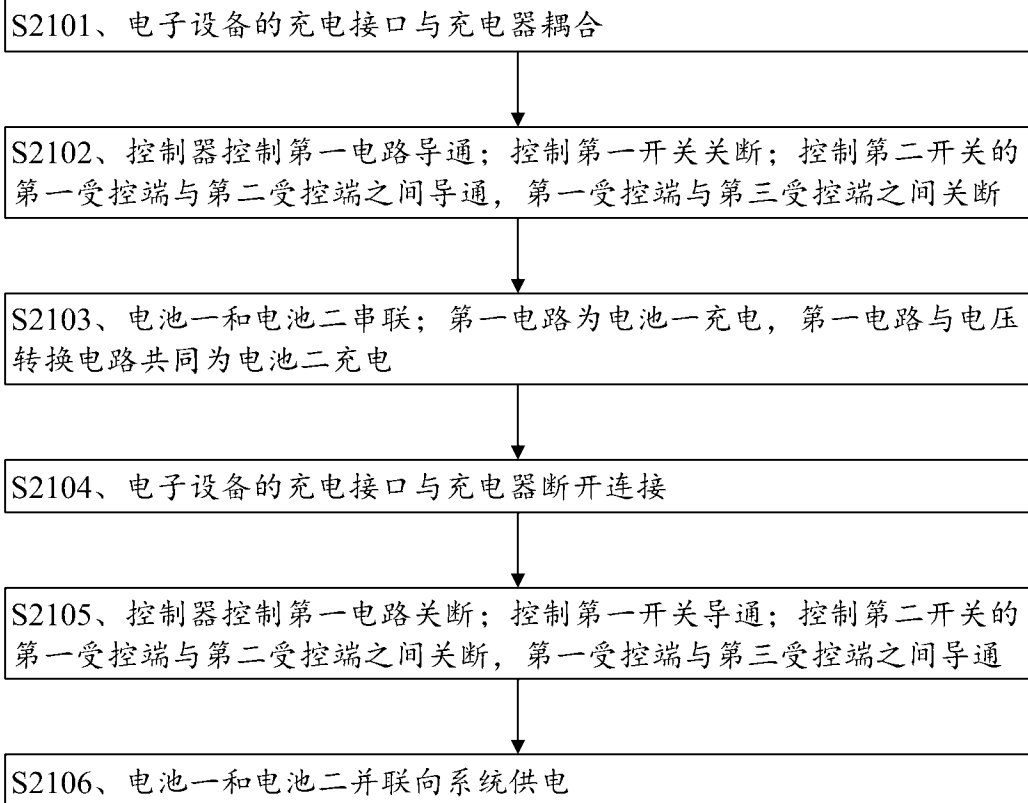 S2101、电子设备的充电接口与充电器耦合
S2102、控制器控制第一电路导通；控制第一开关关断；控制第二开关的
第一受控端与第二受控端之间导通，第一受控端与第三受控端之间关断
S2103、电池一和电池二串联；第一电路为电池一充电，第一电路与电压
转换电路共同为电池二充电
S2104、电子设备的充电接口与充电器断开连接
S2105、控制器控制第一电路关断；控制第一开关导通；控制第二开关的
第一受控端与第二受控端之间关断，第一受控端与第三受控端之间导通
S2106、电池一和电池二并联向系统供电